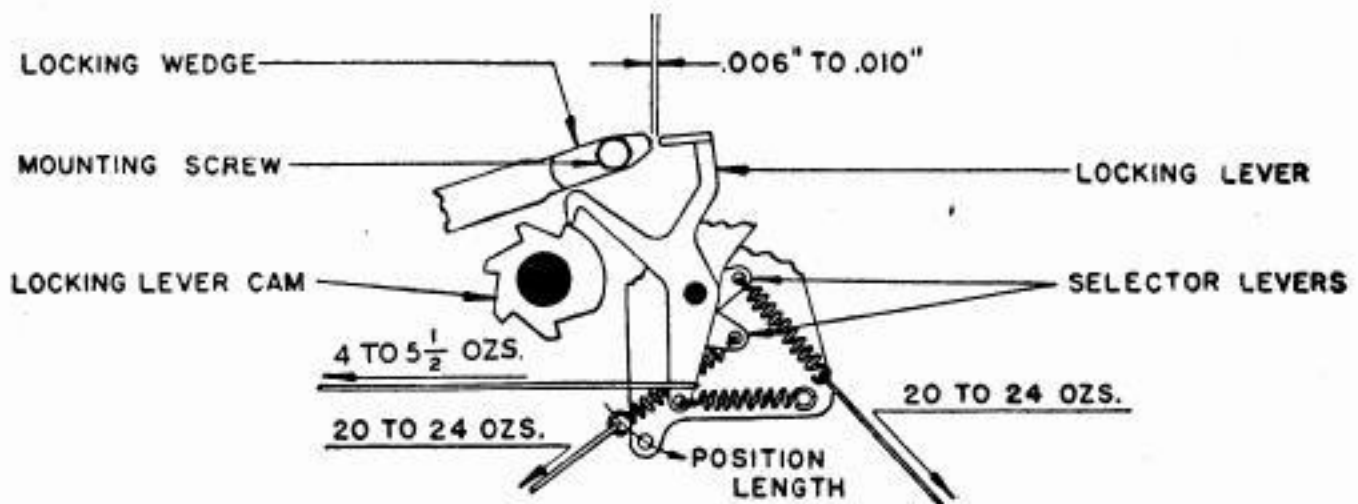 LOCKING WEDGE
.006" TO .010"
MOUNTING SCREW
LOCKING LEVER
LOCKING LEVER CAM
SELECTOR LEVERS
4 TO 5 1/2 OZS.
20 TO 24 OZS.
20 TO 24 OZS.
POSITION
LENGTH